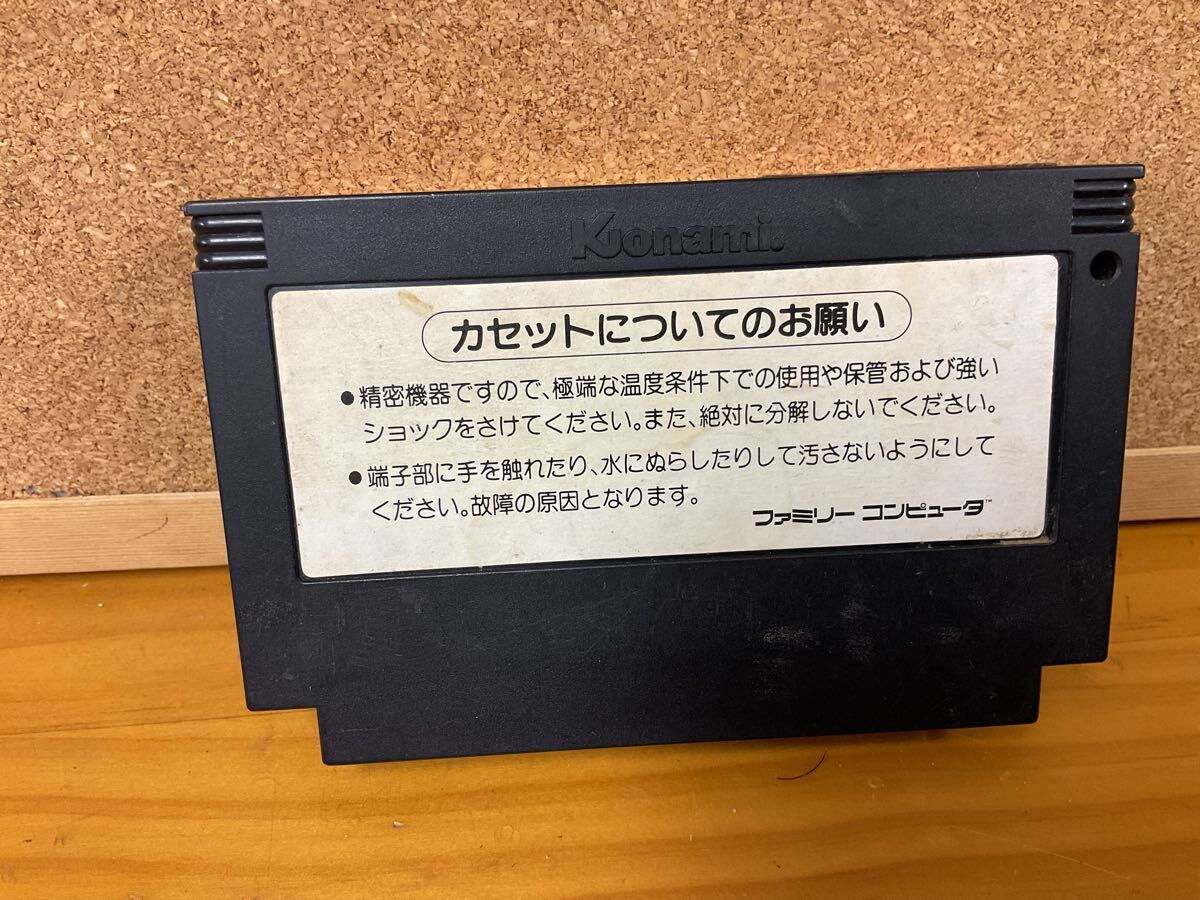 Konami.
カセットについてのお願い
●精密機器ですので、極端な温度条件下での使用や保管および強い
ショックをさけてください。また、絶対に分解しないでください。
●端子部に手を触れたり、水にぬらしたりして汚さないようにして
ください。故障の原因となります。
ファミリー コンピュータ™